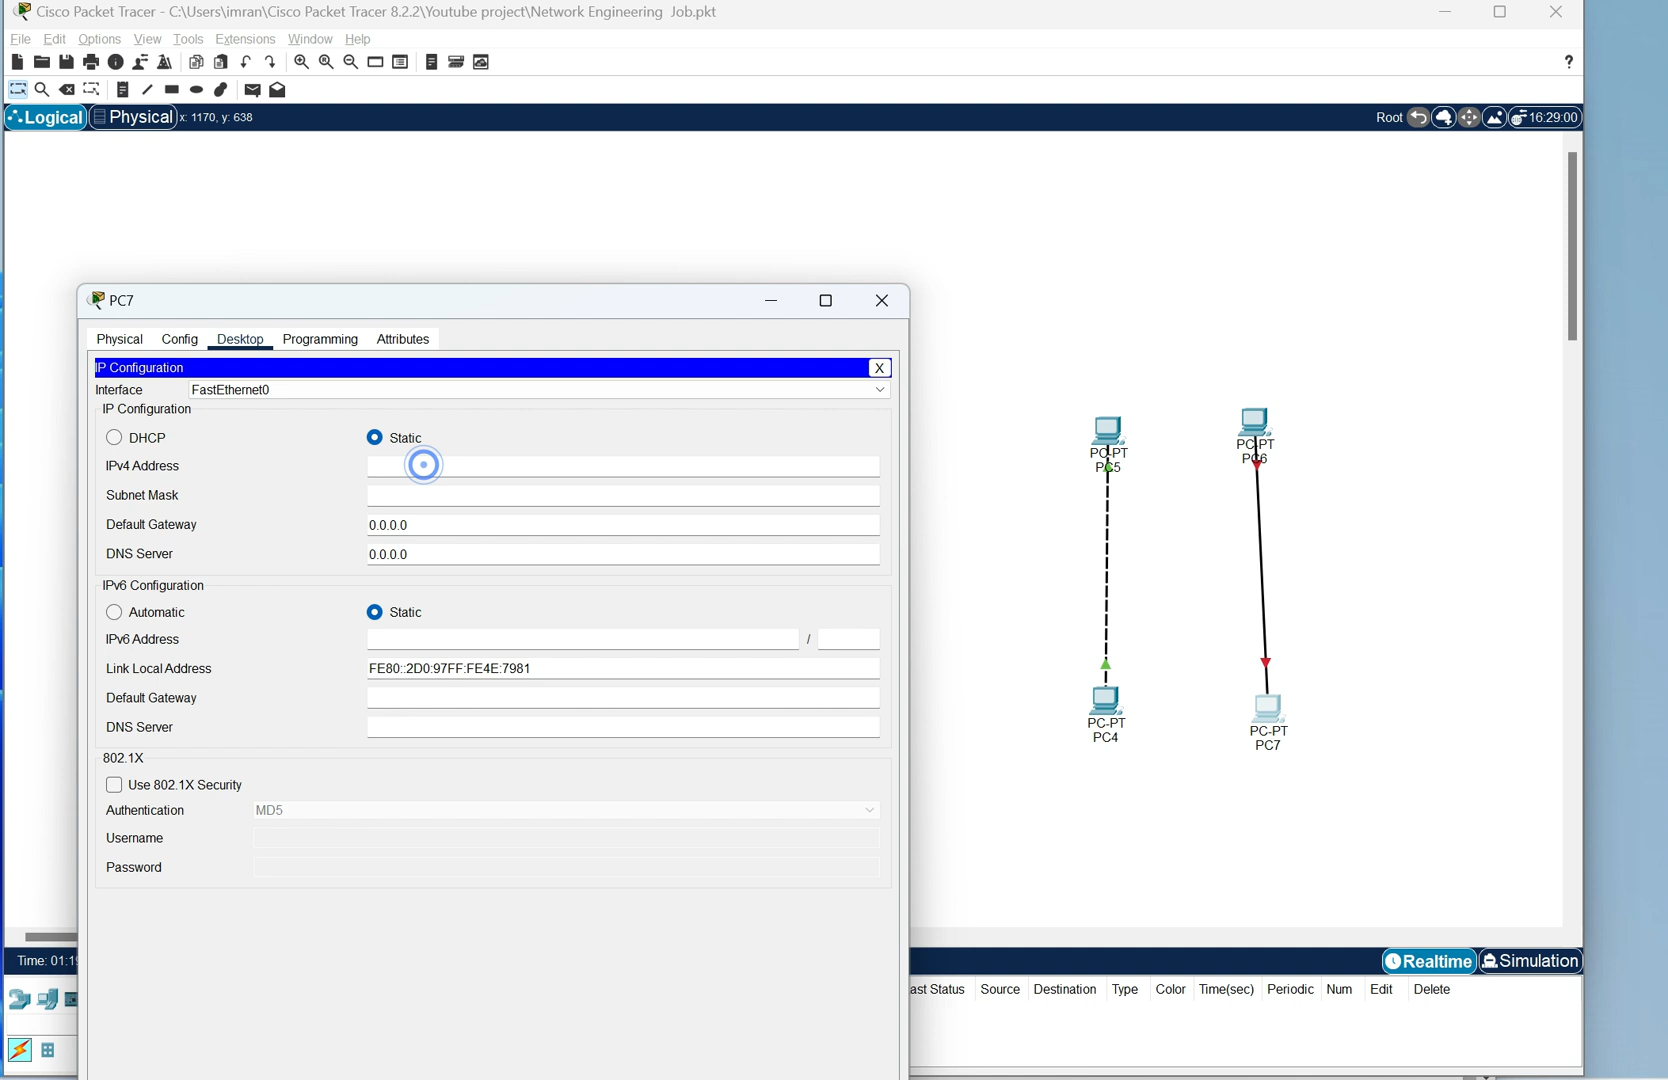 Cisco Packet Tracer - C:\Users\imran\Cisco Packet Tracer 8.2.2\Youtube project\Network Engineering Job.pkt
File Edit Options View Tools Extensions Window Help
?
Logical Physical x: 1170, y: 638 Root 16:29:00
PC7
Physical Config Desktop Programming Attributes
IP Configuration X
Interface FastEthernet0
IP Configuration
DHCP Static
IPv4 Address
Subnet Mask
Default Gateway 0.0.0.0
DNS Server 0.0.0.0
IPv6 Configuration
Automatic Static
IPv6 Address /
Link Local Address FE80::2D0:97FF:FE4E:7981
Default Gateway
DNS Server
802.1X
Use 802.1X Security
Authentication MD5
Username
Password
PC-PT
PC5
PC-PT
PC6
PC-PT
PC4
PC-PT
PC7
Time: 01:19 Realtime Simulation
ast Status Source Destination Type Color Time(sec) Periodic Num Edit Delete